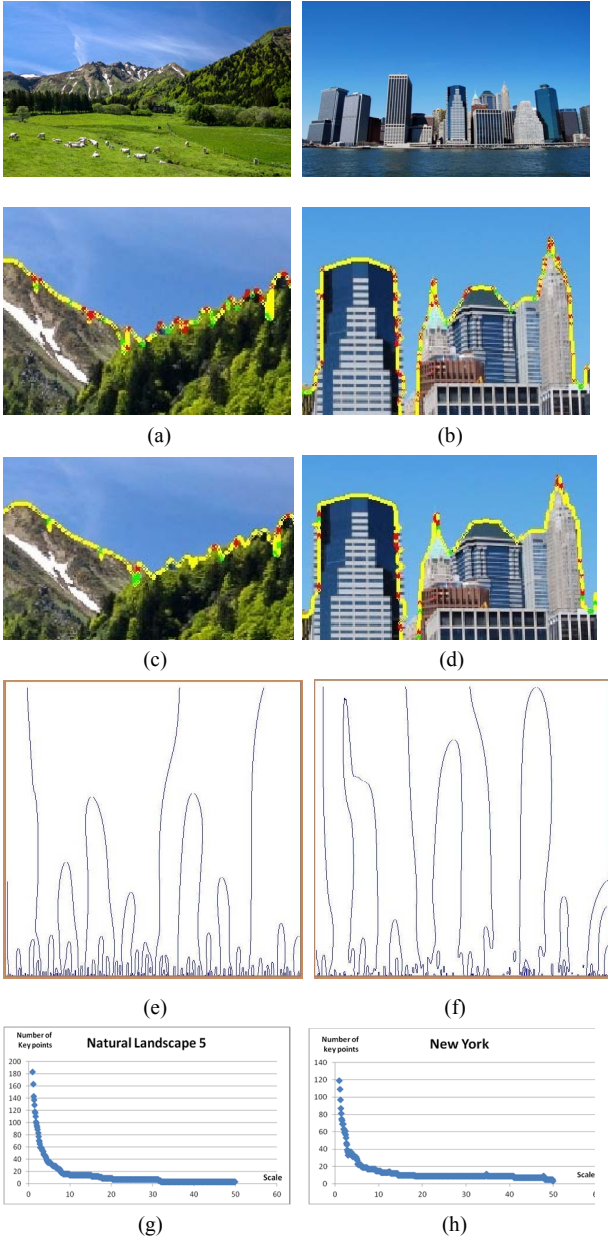 (a) (b)
(c) (d)
(e) (f)
Number of
Key points
Natural Landscape 5
200
180
160
140
120
100
80
60
40
20
0
Scale
0 10 20 30 40 50 60
(g)
Number of
key points
New York
140
120
100
80
60
40
20
0
Scale
0 10 20 30 40 50
(h)